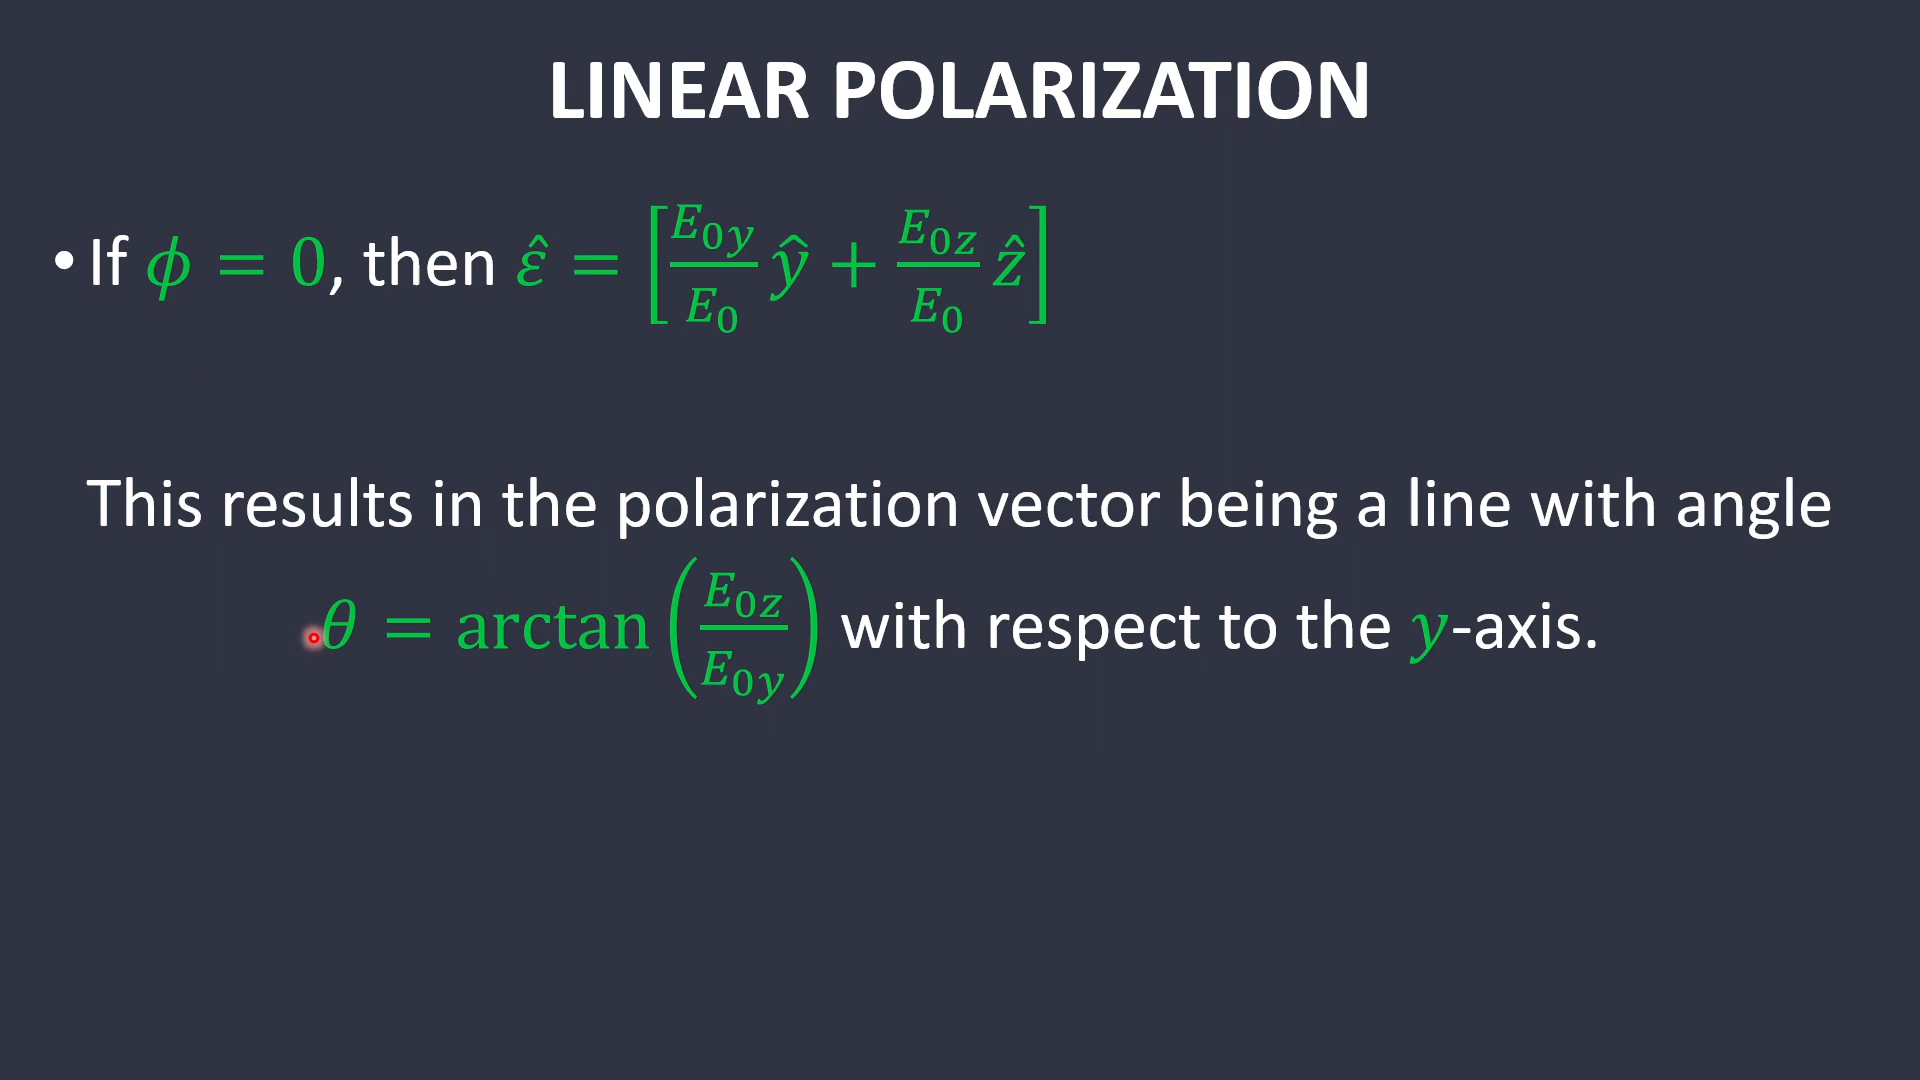 LINEAR POLARIZATION
• If ϕ = 0, then ε̂ = [E₀y/E₀ ŷ + E₀z/E₀ ẑ]
This results in the polarization vector being a line with angle
θ = arctan (E₀z/E₀y) with respect to the y-axis.